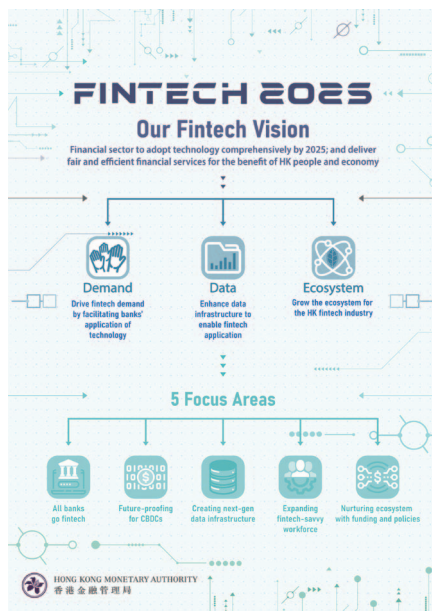 FINTECH 2025
Our Fintech Vision
Financial sector to adopt technology comprehensively by 2025; and deliver
fair and efficient financial services for the benefit of HK people and economy
Demand
Drive fintech demand
by facilitating banks'
application of
technology
Data
Enhance data
infrastructure to
enable fintech
application
Ecosystem
Grow the ecosystem for
the HK fintech industry
5 Focus Areas
All banks
go fintech
Future-proofing
for CBDCs
Creating next-gen
data infrastructure
Expanding
fintech-savvy
workforce
Nurturing ecosystem
with funding and policies
HONG KONG MONETARY AUTHORITY
香港金融管理局